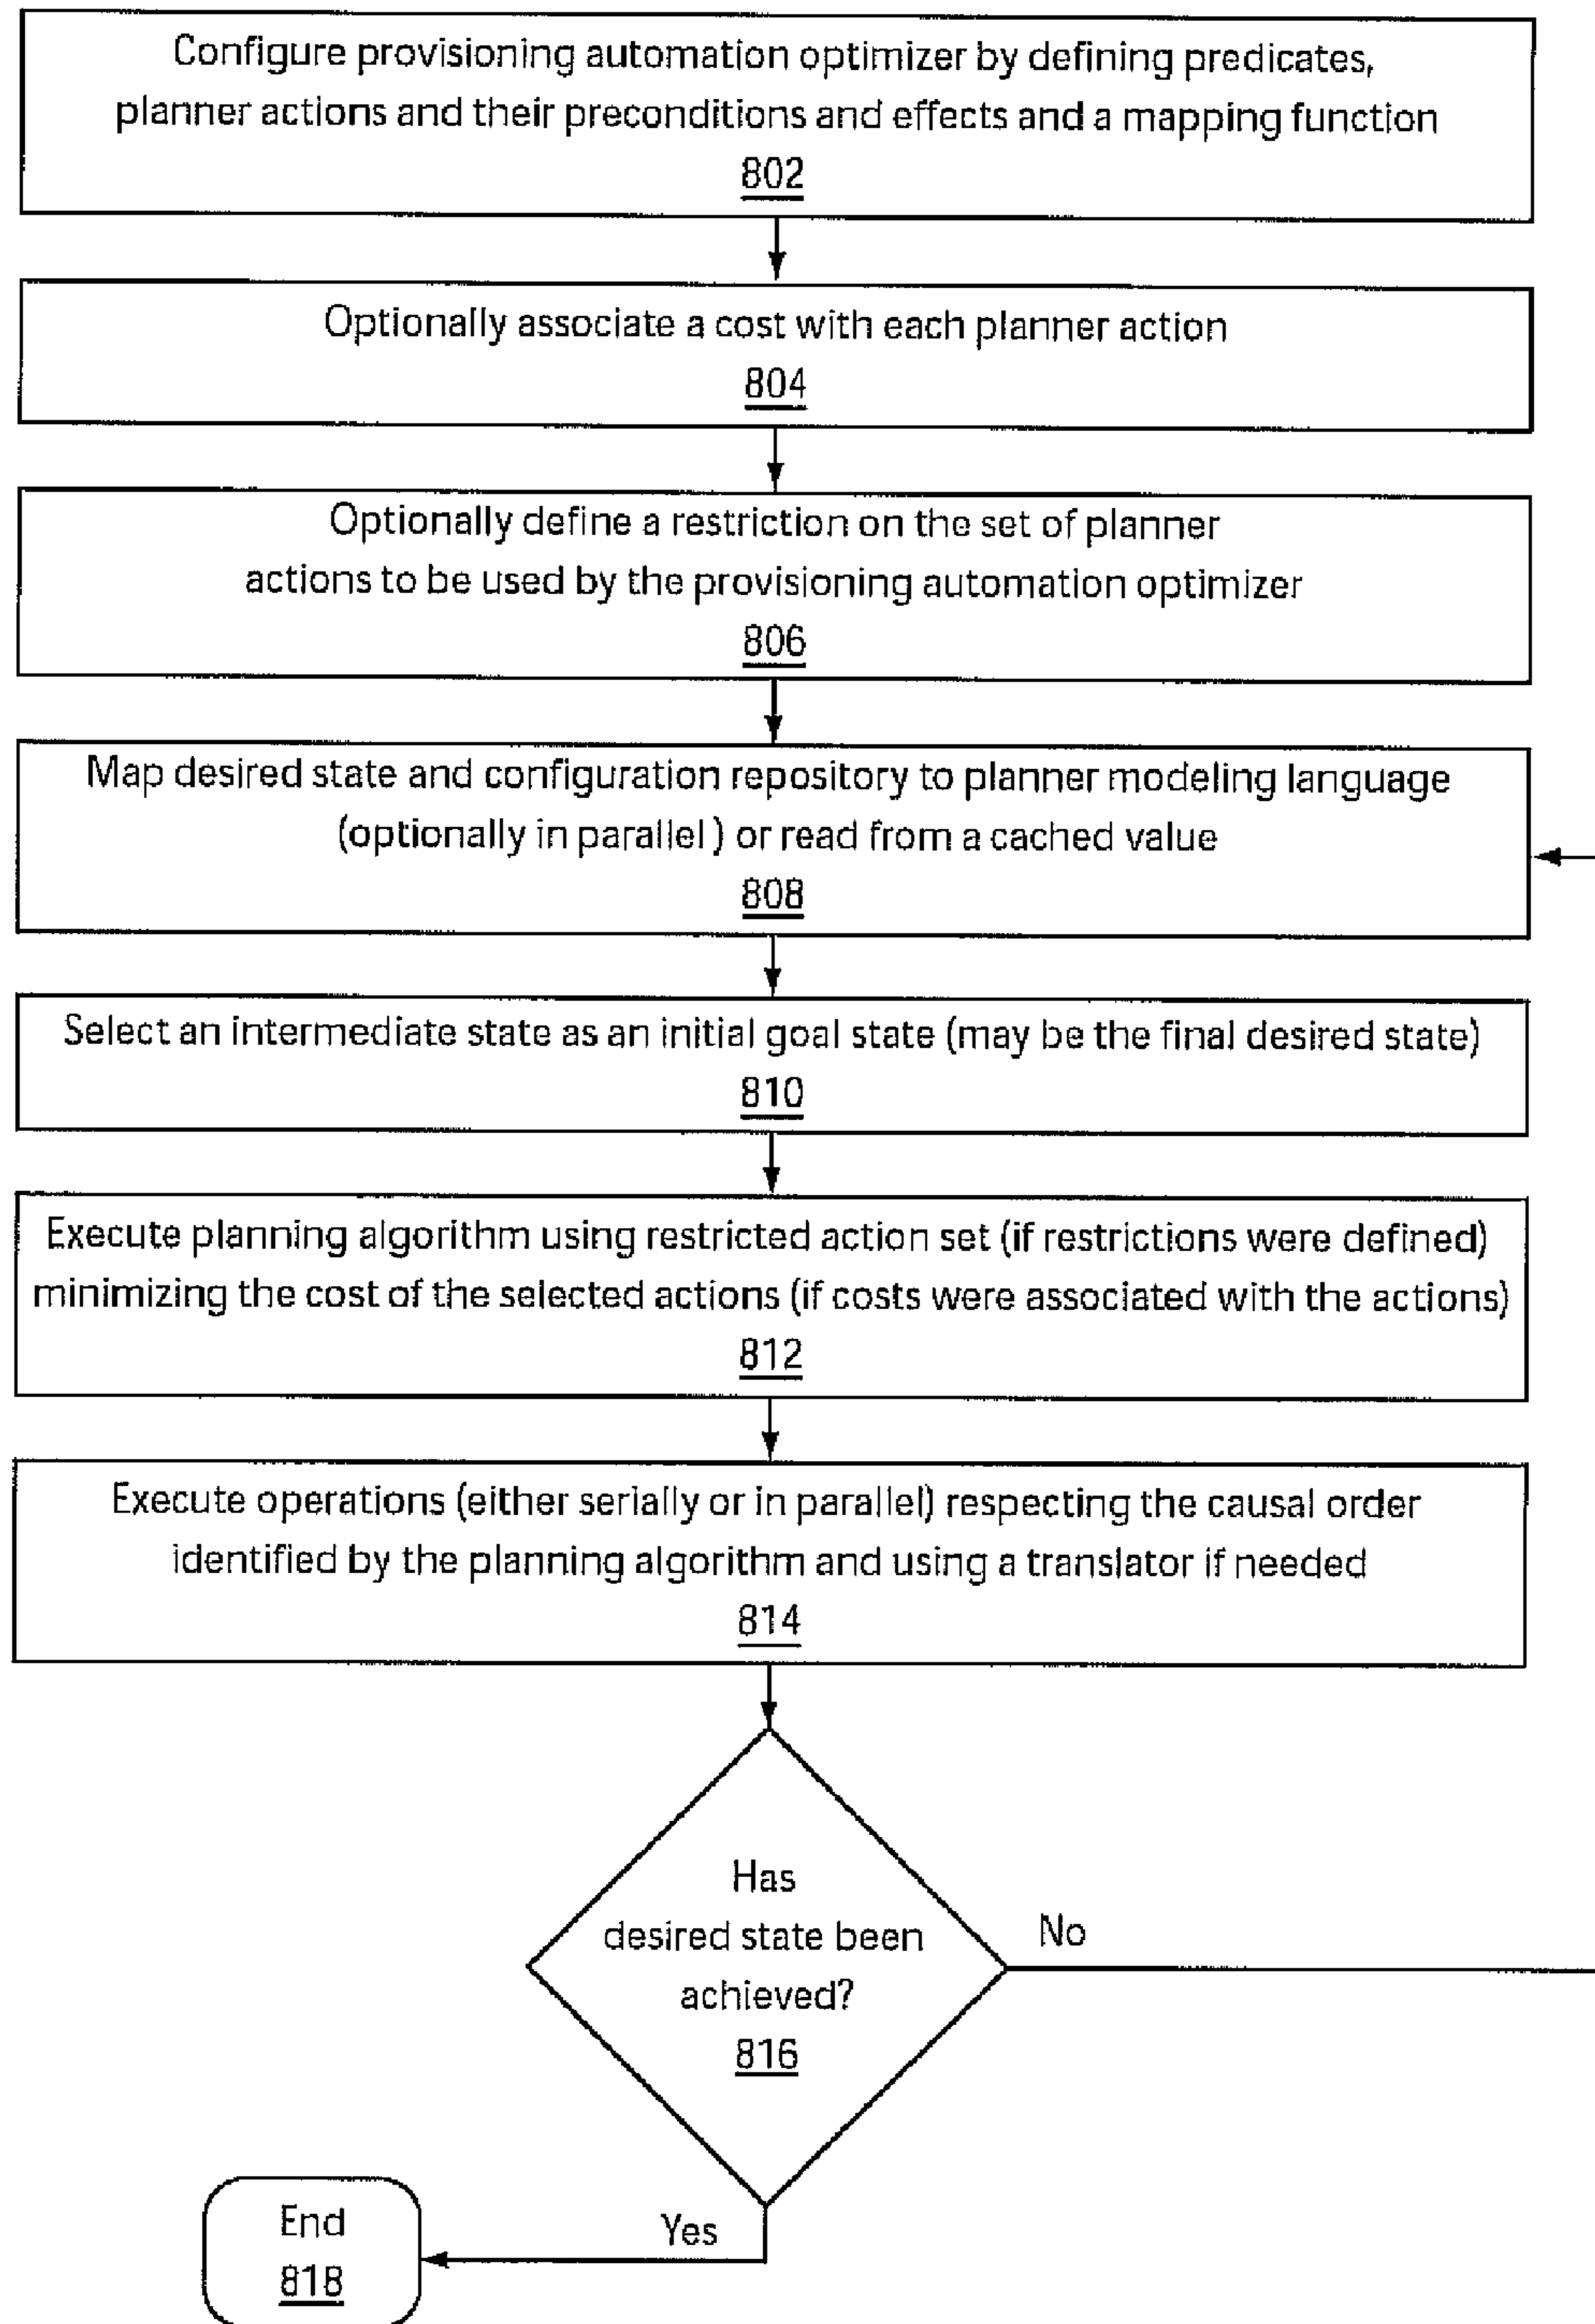 Configure provisioning automation optimizer by defining predicates,
planner actions and their preconditions and effects and a mapping function
802
Optionally associate a cost with each planner action
804
Optionally define a restriction on the set of planner
actions to be used by the provisioning automation optimizer
806
Map desired state and configuration repository to planner modeling language
(optionally in parallel) or read from a cached value
808
Select an intermediate state as an initial goal state (may be the final desired state)
810
Execute planning algorithm using restricted action set (if restrictions were defined)
minimizing the cost of the selected actions (if costs were associated with the actions)
812
Execute operations (either serially or in parallel) respecting the causal order
identified by the planning algorithm and using a translator if needed
814
Has
desired state been
achieved?
816
No
Yes
End
818